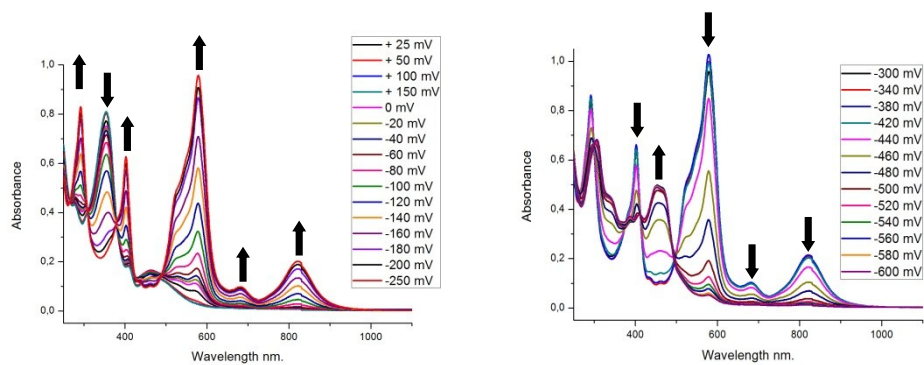 1,0
0,8
0,6
0,4
0,2
0,0
Absorbance
400
600
800
1000
Wavelength nm.
+ 25 mV
+ 50 mV
+ 100 mV
+ 150 mV
0 mV
-20 mV
-40 mV
-60 mV
-80 mV
-100 mV
-120 mV
-140 mV
-160 mV
-180 mV
-200 mV
-250 mV
1,0
0,8
0,6
0,4
0,2
0,0
Absorbance
400
600
800
1000
Wavelength nm.
-300 mV
-340 mV
-380 mV
-420 mV
-440 mV
-460 mV
-480 mV
-500 mV
-520 mV
-540 mV
-560 mV
-580 mV
-600 mV